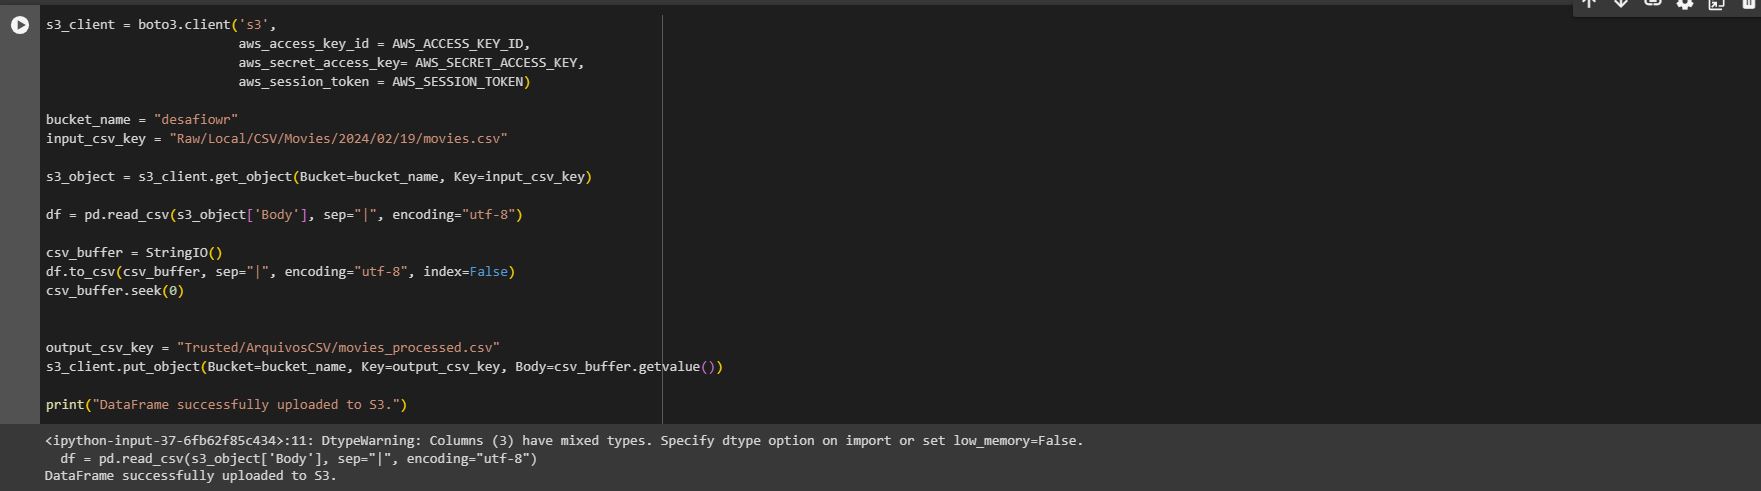 s3_client = boto3.client('s3',
aws_access_key_id = AWS_ACCESS_KEY_ID,
aws_secret_access_key= AWS_SECRET_ACCESS_KEY,
aws_session_token = AWS_SESSION_TOKEN)
bucket_name = "desafiowr"
input_csv_key = "Raw/Local/CSV/Movies/2024/02/19/movies.csv"
s3_object = s3_client.get_object(Bucket=bucket_name, Key=input_csv_key)
df = pd.read_csv(s3_object['Body'], sep="|", encoding="utf-8")
csv_buffer = StringIO()
df.to_csv(csv_buffer, sep="|", encoding="utf-8", index=False)
csv_buffer.seek(0)
output_csv_key = "Trusted/ArquivosCSV/movies_processed.csv"
s3_client.put_object(Bucket=bucket_name, Key=output_csv_key, Body=csv_buffer.getvalue())
print("DataFrame successfully uploaded to S3.")
<ipython-input-37-6fb62f85c434>:11: DtypeWarning: Columns (3) have mixed types. Specify dtype option on import or set low_memory=False.
df = pd.read_csv(s3_object['Body'], sep="|", encoding="utf-8")
DataFrame successfully uploaded to S3.